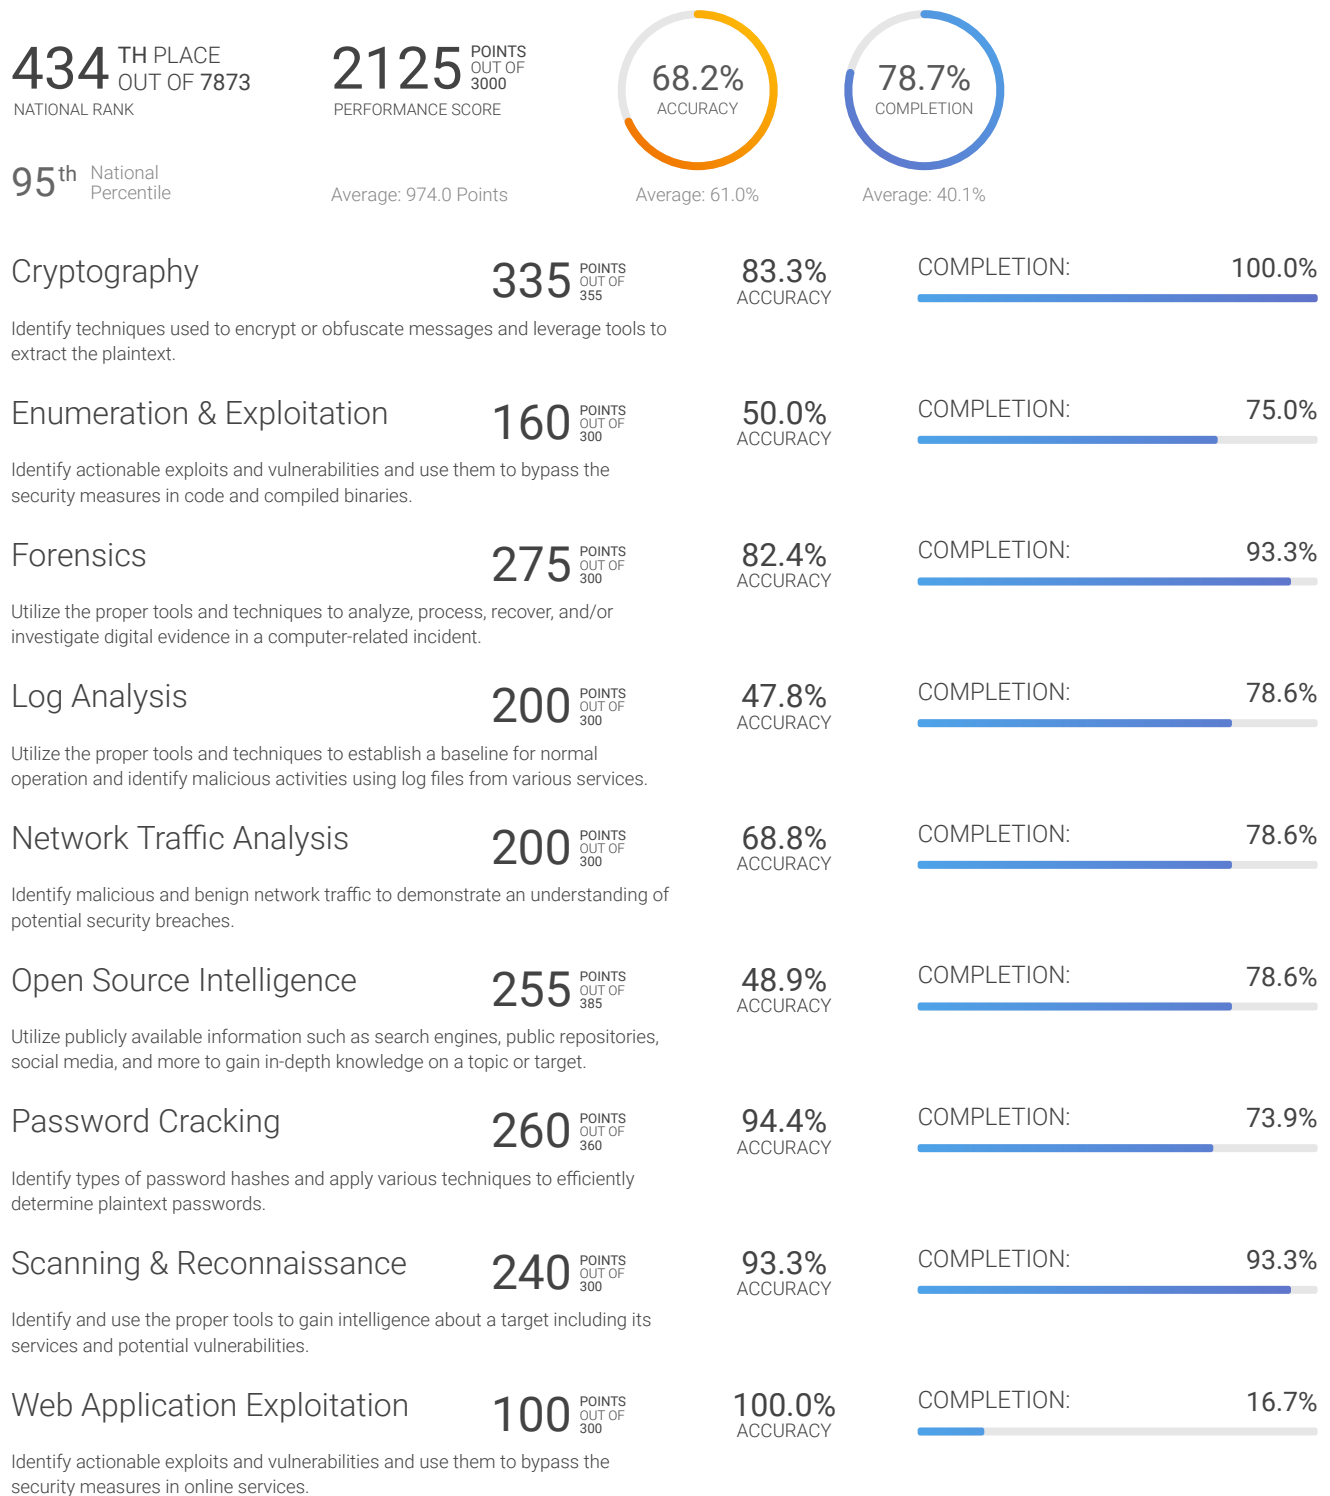 434 TH PLACE
OUT OF 7873
NATIONAL RANK
95th National
Percentile
2125 POINTS
OUT OF
3000
PERFORMANCE SCORE
Average: 974.0 Points
68.2%
ACCURACY
Average: 61.0%
78.7%
COMPLETION
Average: 40.1%
Cryptography
335 POINTS
OUT OF
355
83.3%
ACCURACY
COMPLETION: 100.0%
Identify techniques used to encrypt or obfuscate messages and leverage tools to
extract the plaintext.
Enumeration & Exploitation
160 POINTS
OUT OF
300
50.0%
ACCURACY
COMPLETION: 75.0%
Identify actionable exploits and vulnerabilities and use them to bypass the
security measures in code and compiled binaries.
Forensics
275 POINTS
OUT OF
300
82.4%
ACCURACY
COMPLETION: 93.3%
Utilize the proper tools and techniques to analyze, process, recover, and/or
investigate digital evidence in a computer-related incident.
Log Analysis
200 POINTS
OUT OF
300
47.8%
ACCURACY
COMPLETION: 78.6%
Utilize the proper tools and techniques to establish a baseline for normal
operation and identify malicious activities using log files from various services.
Network Traffic Analysis
200 POINTS
OUT OF
300
68.8%
ACCURACY
COMPLETION: 78.6%
Identify malicious and benign network traffic to demonstrate an understanding of
potential security breaches.
Open Source Intelligence
255 POINTS
OUT OF
385
48.9%
ACCURACY
COMPLETION: 78.6%
Utilize publicly available information such as search engines, public repositories,
social media, and more to gain in-depth knowledge on a topic or target.
Password Cracking
260 POINTS
OUT OF
360
94.4%
ACCURACY
COMPLETION: 73.9%
Identify types of password hashes and apply various techniques to efficiently
determine plaintext passwords.
Scanning & Reconnaissance
240 POINTS
OUT OF
300
93.3%
ACCURACY
COMPLETION: 93.3%
Identify and use the proper tools to gain intelligence about a target including its
services and potential vulnerabilities.
Web Application Exploitation
100 POINTS
OUT OF
300
100.0%
ACCURACY
COMPLETION: 16.7%
Identify actionable exploits and vulnerabilities and use them to bypass the
security measures in online services.